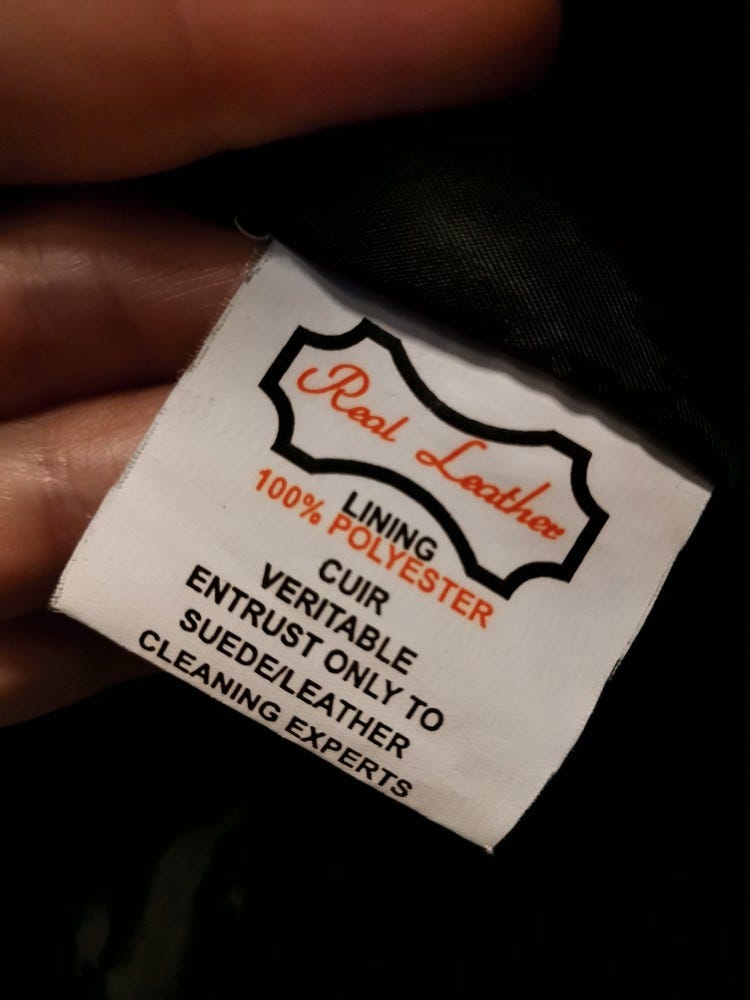 Real Leather
LINING
100% POLYESTER
CUIR
VERITABLE
ENTRUST ONLY TO
SUEDE/LEATHER
CLEANING EXPERTS